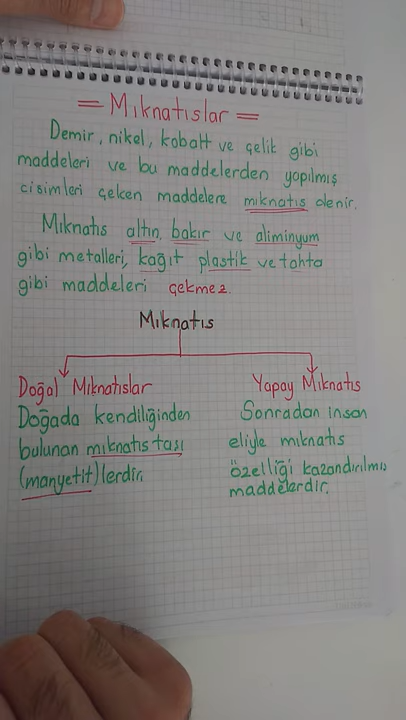 = Mıknatıslar =
Demir, nikel, kobalt ve çelik gibi
maddeleri ve bu maddelerden yapılmış
cisimleri çeken maddelere mıknatıs denir.
Mıknatıs altın, bakır ve aliminyum
gibi metalleri, kağıt plastik ve tahta
gibi maddeleri çekmez.
Mıknatıs
Doğal Mıknatıslar
Doğada kendiliğinden
bulunan mıknatıs taşı
(manyetit)lerdir.
Yapay Mıknatıs
Sonradan insan
eliyle mıknatıs
özelliği kazandırılmış
maddelerdir.